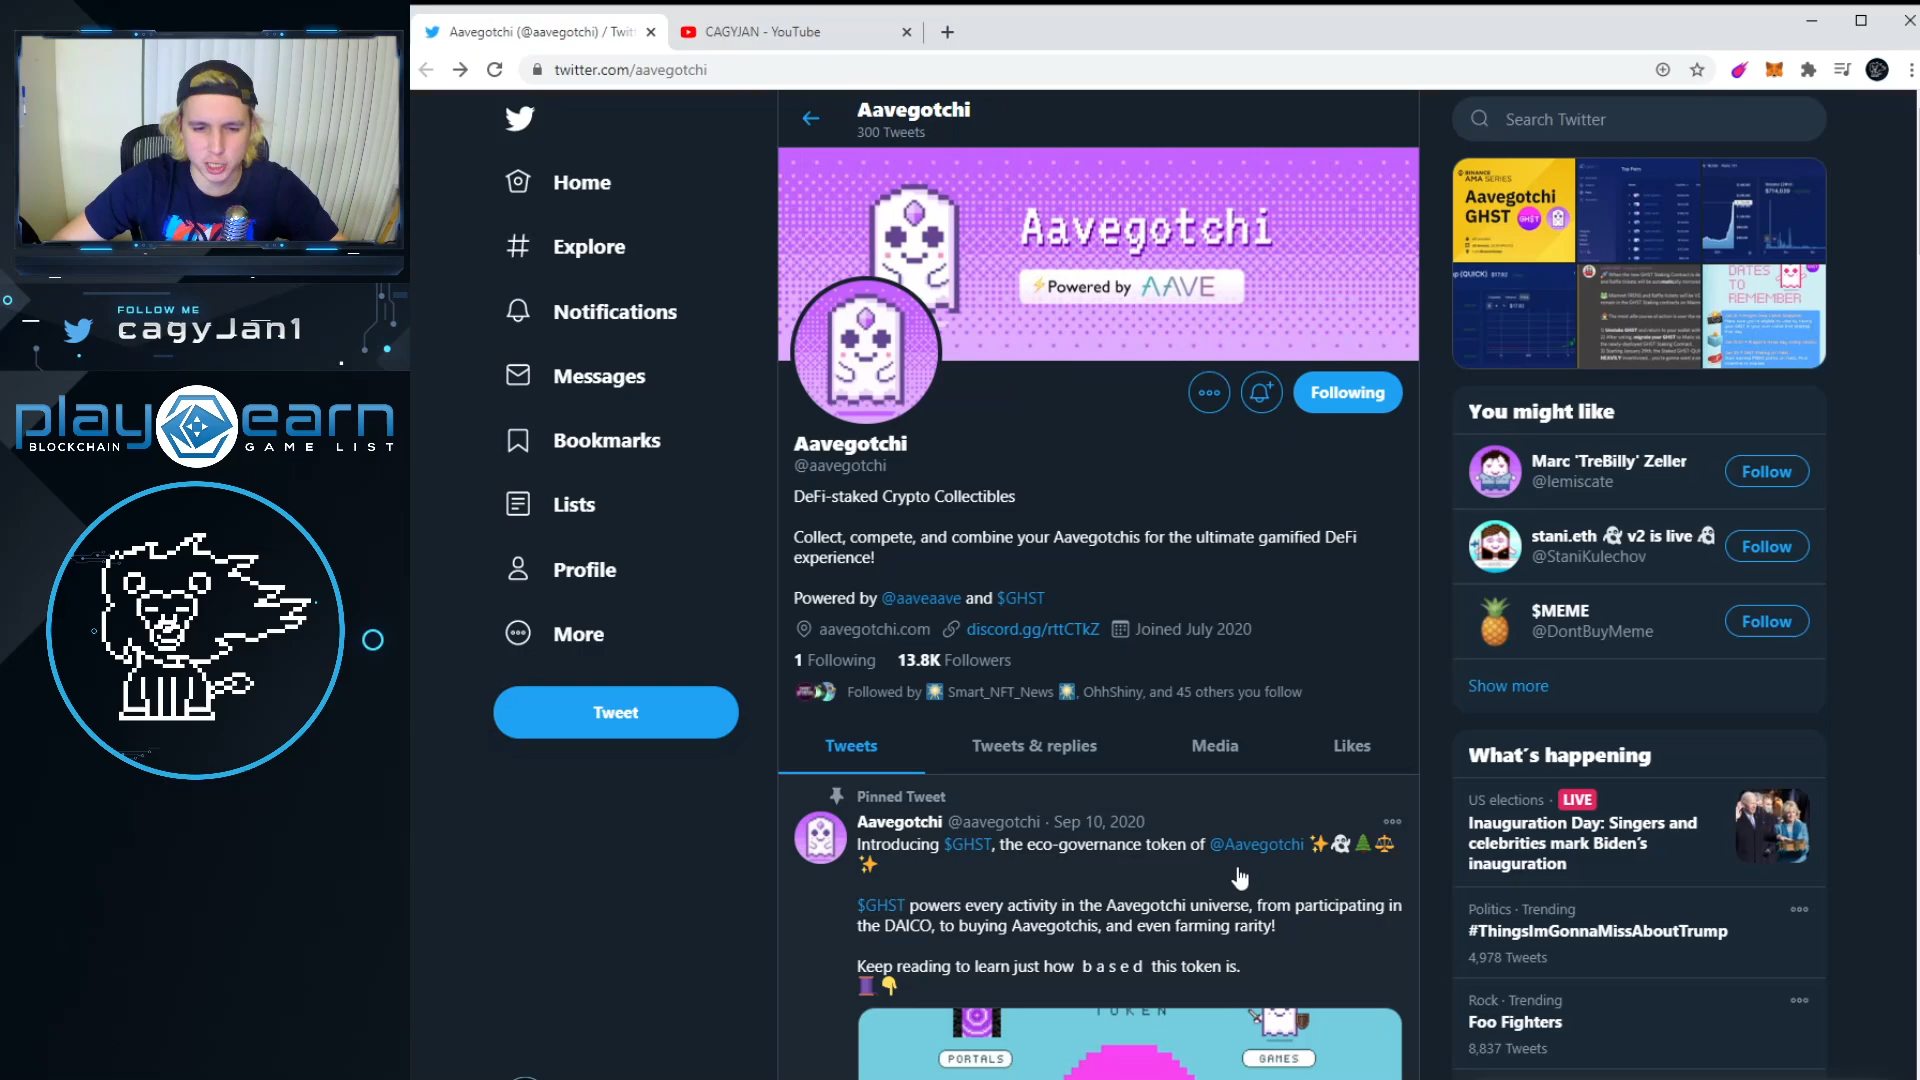 Aavegotchi (@aavegotchi) / Twit
CAGYJAN - YouTube
twitter.com/aavegotchi
FOLLOW ME
cagyJan1
play earn
BLOCKCHAIN GAME LIST
Home
Explore
Notifications
Messages
Bookmarks
Lists
Profile
More
Tweet
Aavegotchi
300 Tweets
Aavegotchi
⚡Powered by AAVE
Following
Aavegotchi
@aavegotchi
DeFi-staked Crypto Collectibles
Collect, compete, and combine your Aavegotchis for the ultimate gamified DeFi
experience!
Powered by @aaveaave and $GHST
aavegotchi.com discord.gg/rttCTkZ Joined July 2020
1 Following 13.8K Followers
Followed by Smart_NFT_News, OhhShiny, and 45 others you follow
Tweets Tweets & replies Media Likes
Pinned Tweet
Aavegotchi @aavegotchi · Sep 10, 2020
Introducing $GHST, the eco-governance token of @Aavegotchi ✨👻🌲⚖️
✨
$GHST powers every activity in the Aavegotchi universe, from participating in
the DAICO, to buying Aavegotchis, and even farming rarity!
Keep reading to learn just how b a s e d this token is.
🧵👇
TOKEN
PORTALS
GAMES
Search Twitter
BINANCE
AMA SERIES
Aavegotchi
GHST
DATES
TO
REMEMBER
You might like
Marc 'TreBilly' Zeller
@lemiscate
Follow
stani.eth 👻 v2 is live 👻
@StaniKulechov
Follow
$MEME
@DontBuyMeme
Follow
Show more
What's happening
US elections · LIVE
Inauguration Day: Singers and
celebrities mark Biden's
inauguration
Politics · Trending
#ThingsImGonnaMissAboutTrump
4,978 Tweets
Rock · Trending
Foo Fighters
8,837 Tweets